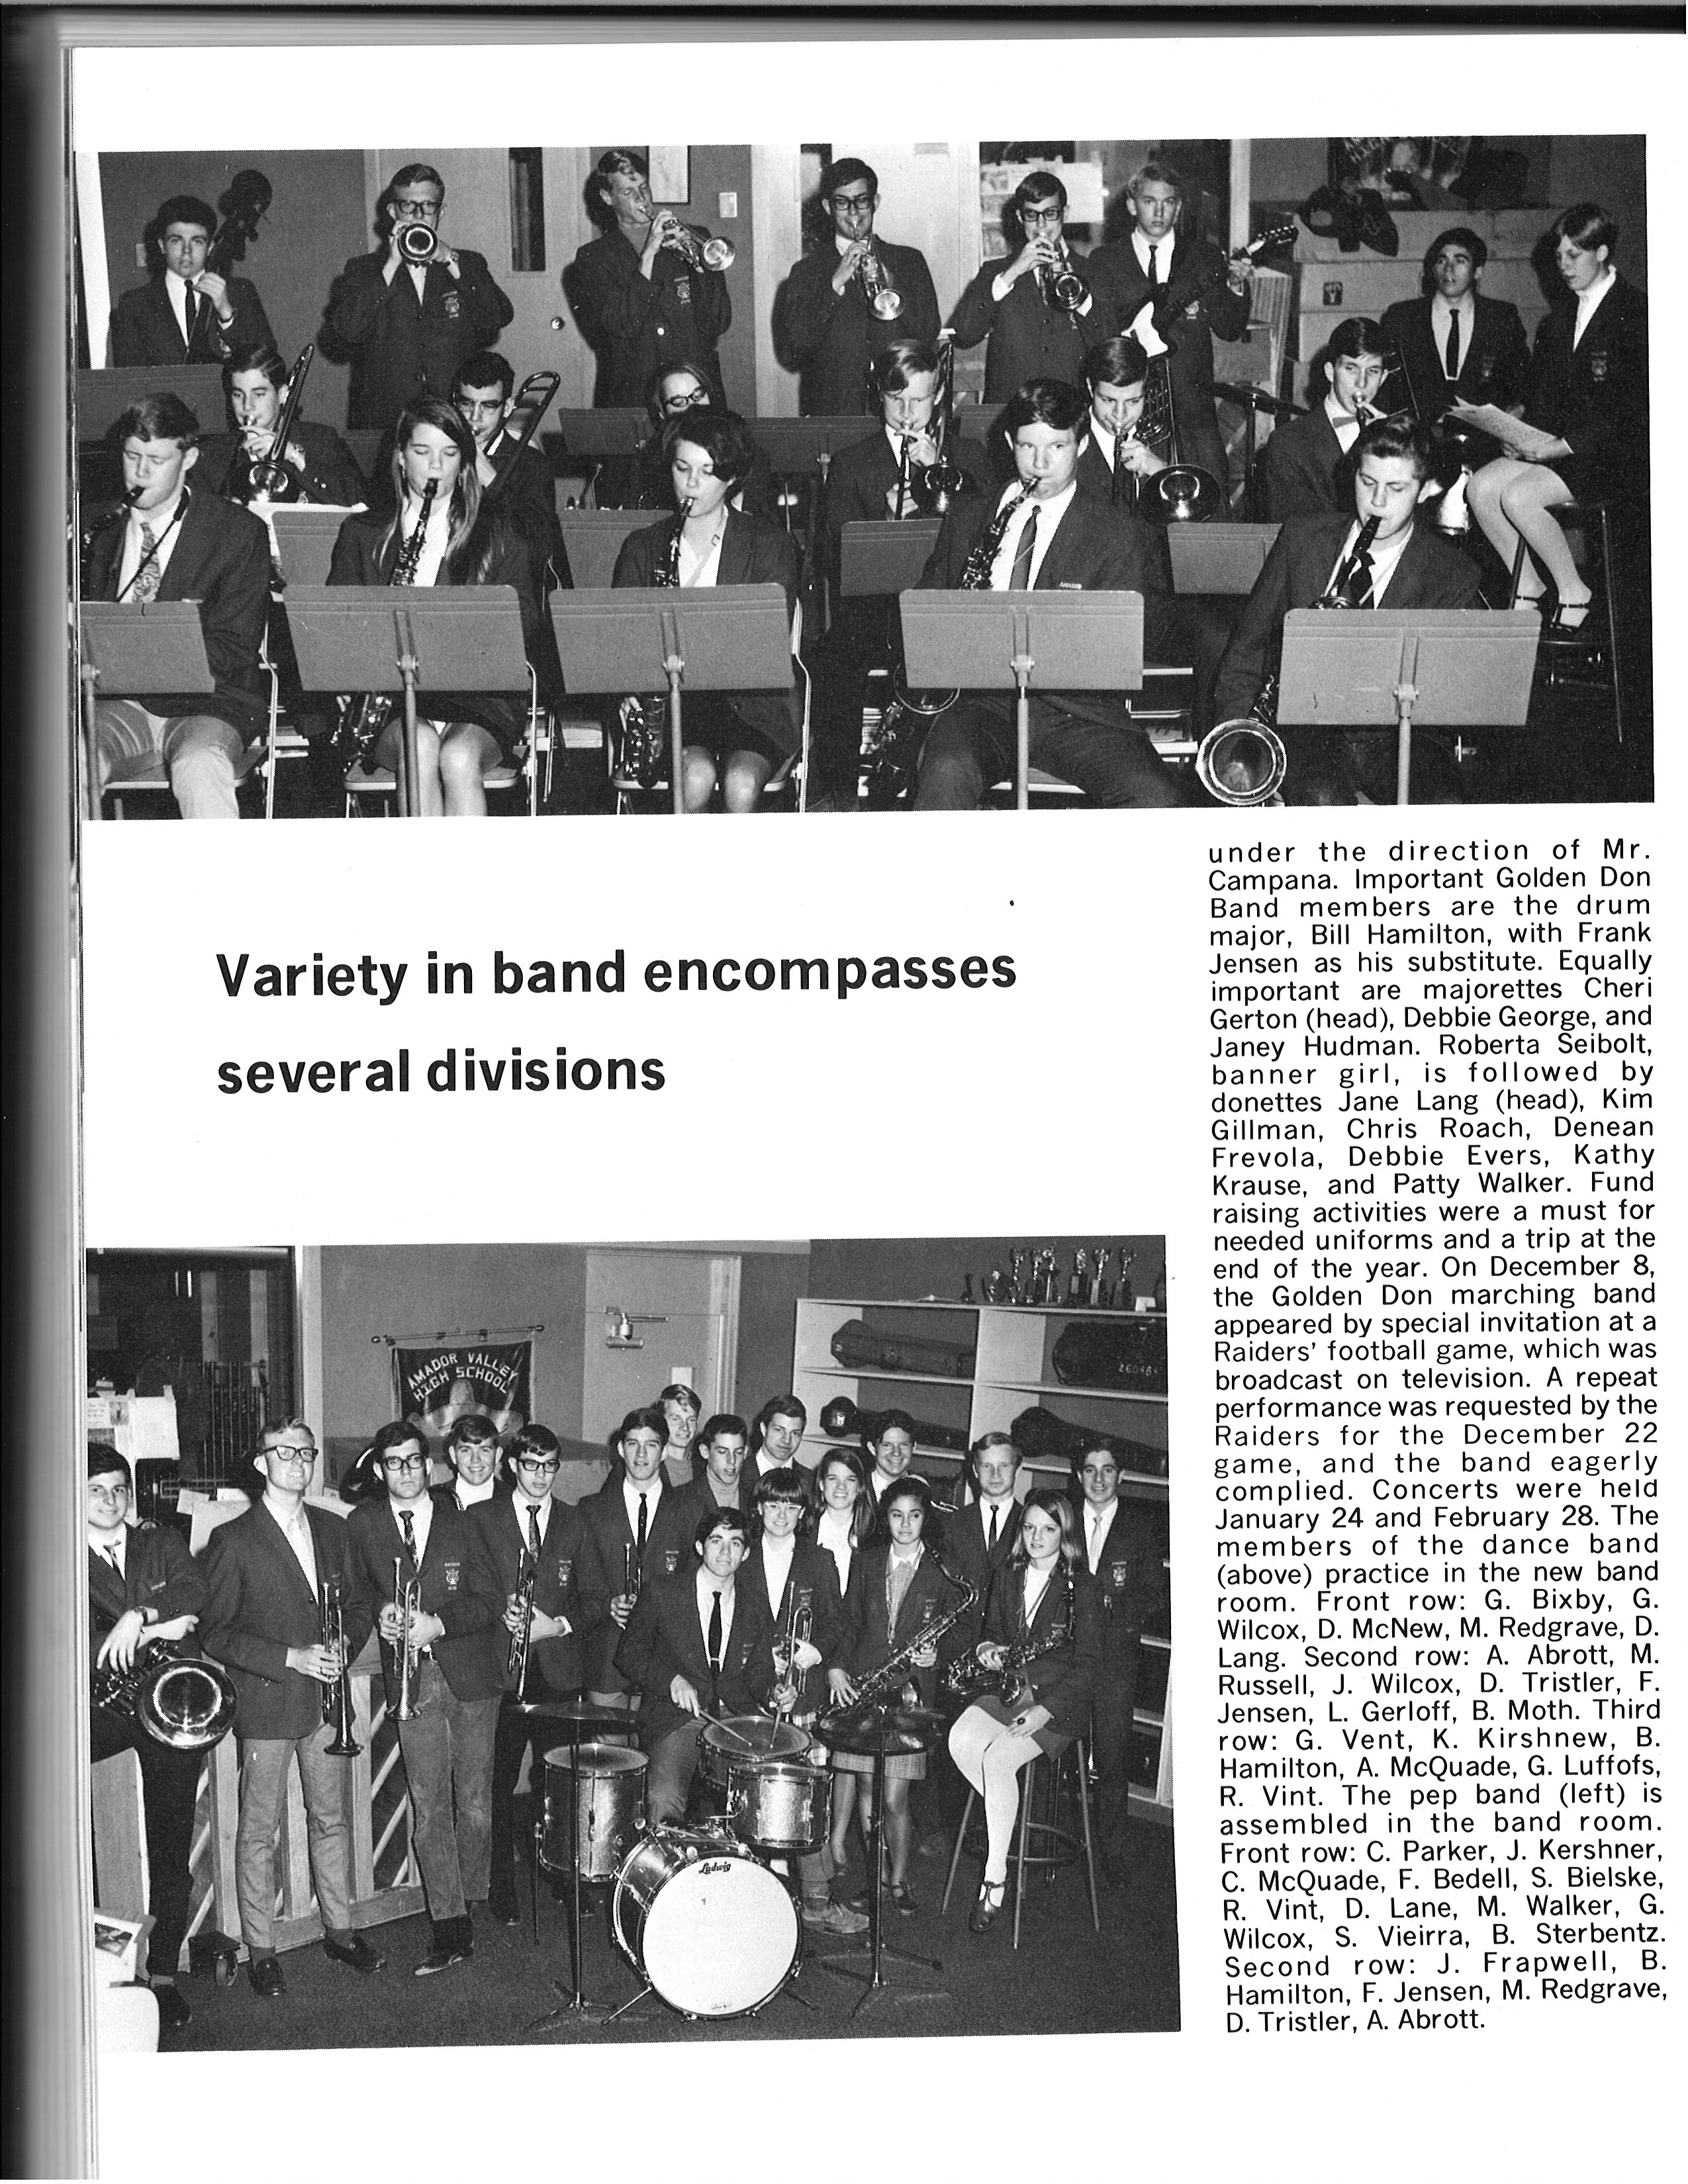 Variety in band encompasses
several divisions
under the direction of Mr.
Campana. Important Golden Don
Band members are the drum
major, Bill Hamilton, with Frank
Jensen as his substitute. Equally
important are majorettes Cheri
Gerton (head), Debbie George, and
Janey Hudman. Roberta Seibolt,
banner girl, is followed by
donettes Jane Lang (head), Kim
Gillman, Chris Roach, Denean
Frevola, Debbie Evers, Kathy
Krause, and Patty Walker. Fund
raising activities were a must for
needed uniforms and a trip at the
end of the year. On December 8,
the Golden Don marching band
appeared by special invitation at a
Raiders' football game, which was
broadcast on television. A repeat
performance was requested by the
Raiders for the December 22
game, and the band eagerly
complied. Concerts were held
January 24 and February 28. The
members of the dance band
(above) practice in the new band
room. Front row: G. Bixby, G.
Wilcox, D. McNew, M. Redgrave, D.
Lang. Second row: A. Abrott, M.
Russell, J. Wilcox, D. Tristler, F.
Jensen, L. Gerloff, B. Moth. Third
row: G. Vent, K. Kirshnew, B.
Hamilton, A. McQuade, G. Luffofs,
R. Vint. The pep band (left) is
assembled in the band room.
Front row: C. Parker, J. Kershner,
C. McQuade, F. Bedell, S. Bielske,
R. Vint, D. Lane, M. Walker, G.
Wilcox, S. Vieirra, B. Sterbentz.
Second row: J. Frapwell, B.
Hamilton, F. Jensen, M. Redgrave,
D. Tristler, A. Abrott.
AMADOR VALLEY
HIGH SCHOOL
Ludwig